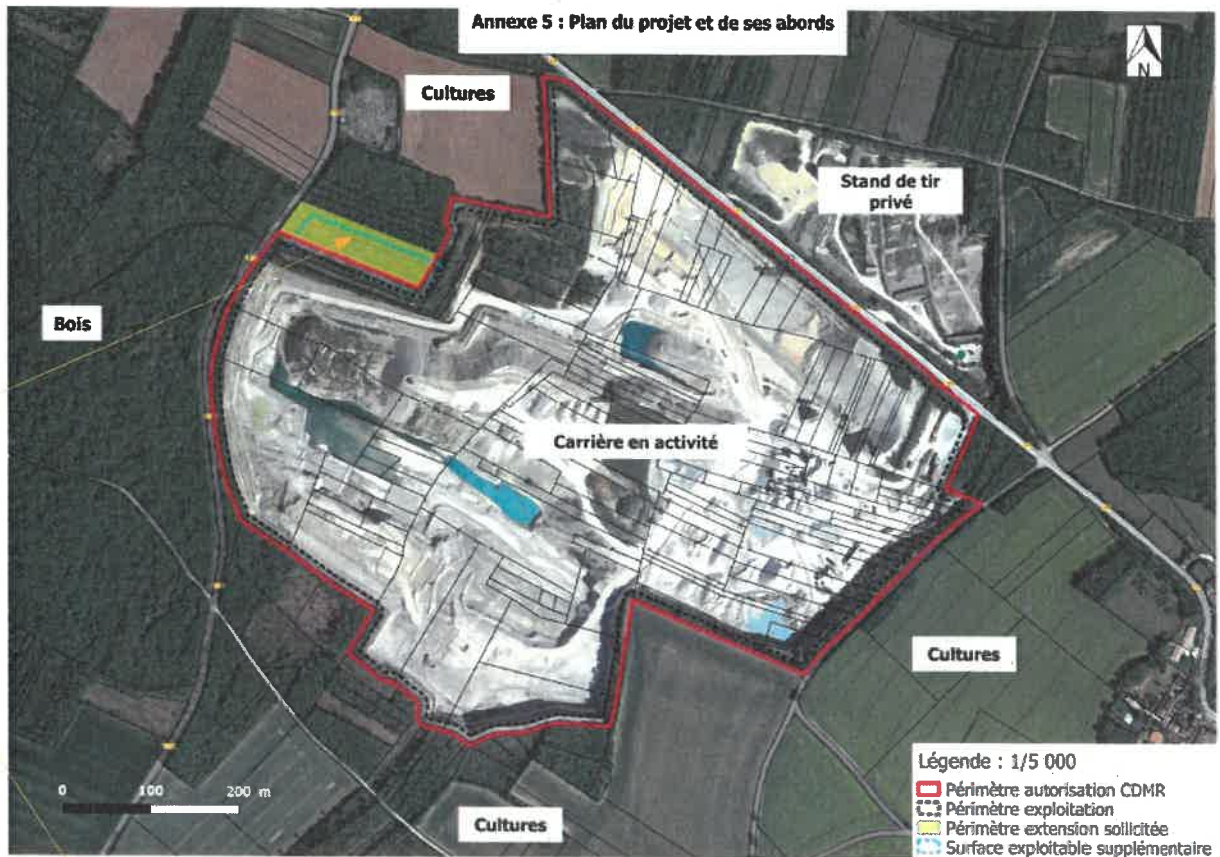 Annexe 5 : Plan du projet et de ses abords
N
Cultures
Stand de tir
privé
Bois
Carrière en activité
Cultures
Cultures
0 100 200 m
Légende : 1/5 000
Périmètre autorisation CDMR
Périmètre exploitation
Périmètre extension sollicitée
Surface exploitable supplémentaire